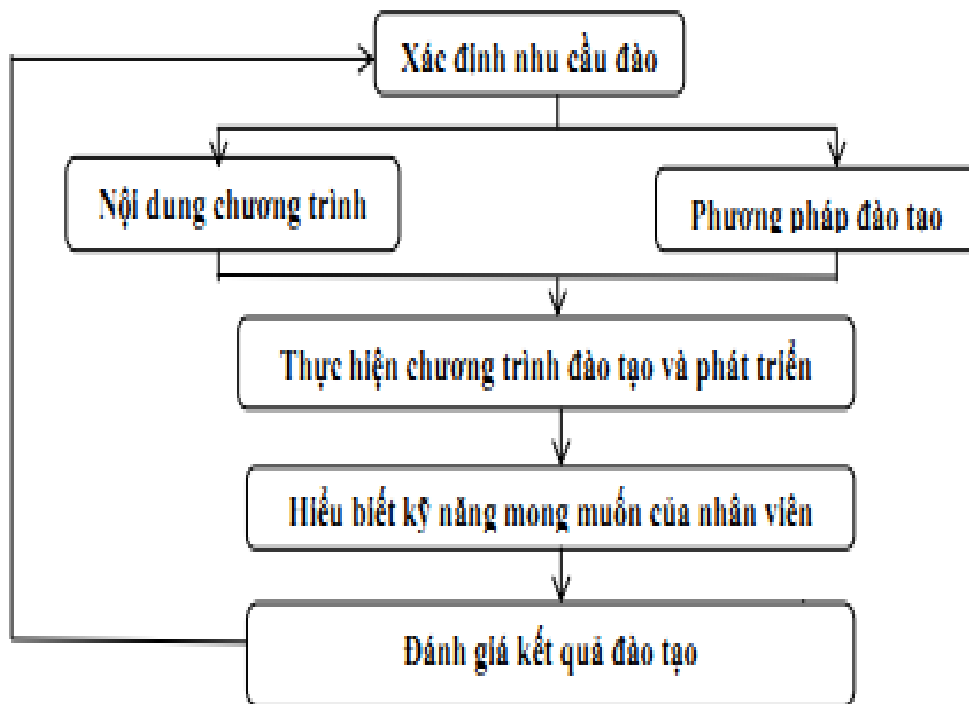 Xác định nhu cầu đào
Nội dung chương trình
Phương pháp đào tạo
Thực hiện chương trình đào tạo và phát triển
Hiểu biết kỹ năng mong muốn của nhân viên
Đánh giá kết quả đào tạo